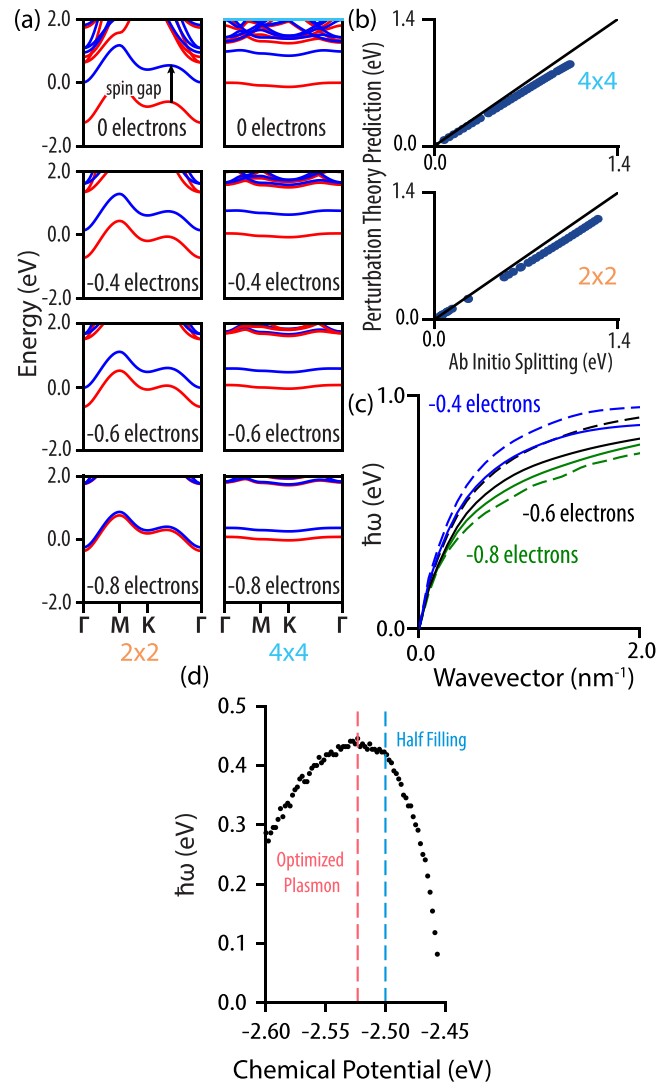 (a)
2.0
0.0
-2.0
spin gap
0 electrons
0 electrons
2.0
0.0
-2.0
-0.4 electrons
-0.4 electrons
2.0
0.0
-2.0
-0.6 electrons
-0.6 electrons
2.0
0.0
-2.0
-0.8 electrons
-0.8 electrons
Energy (eV)
Γ M K Γ
Γ M K Γ
2x2
4x4
(b)
1.4
0.0
0.0
1.4
4x4
1.4
0.0
0.0
1.4
2x2
Perturbation Theory Prediction (eV)
Ab Initio Splitting (eV)
(c)
1.0
0.0
0.0
2.0
-0.4 electrons
-0.6 electrons
-0.8 electrons
ħω (eV)
Wavevector (nm⁻¹)
(d)
0.5
0.4
0.3
0.2
0.1
0.0
ħω (eV)
Half Filling
Optimized
Plasmon
-2.60
-2.55
-2.50
-2.45
Chemical Potential (eV)